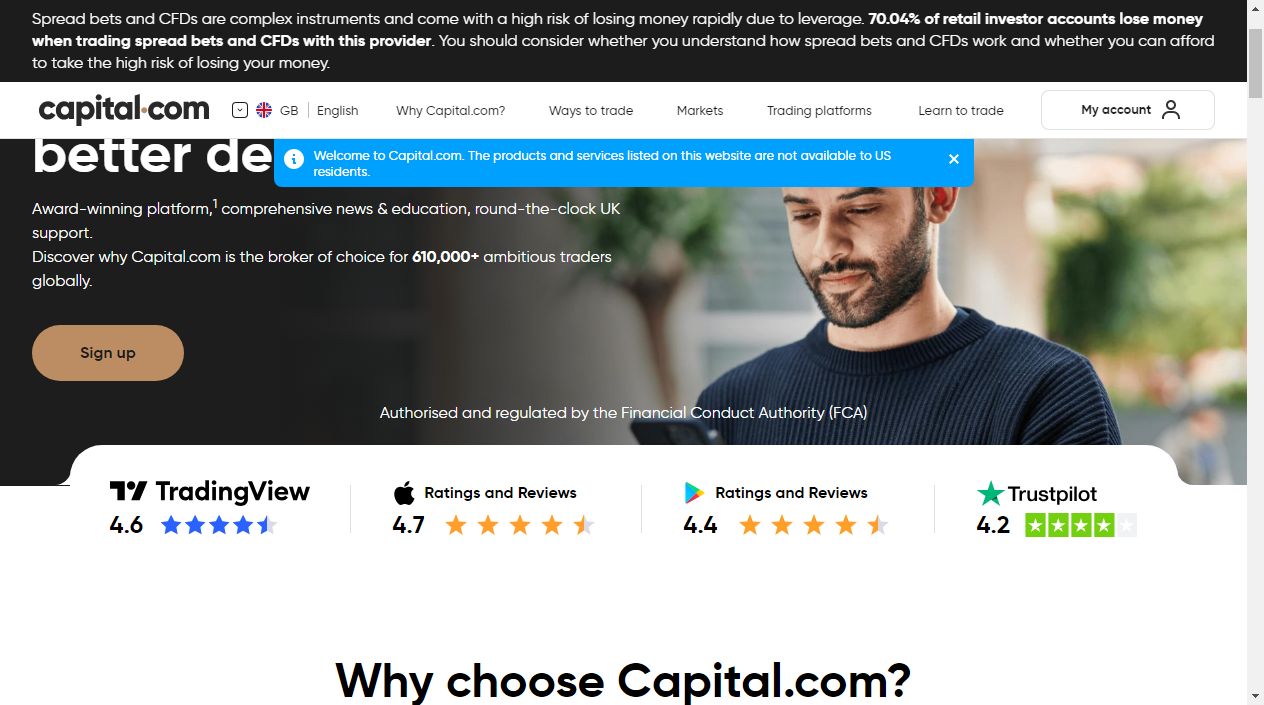 Spread bets and CFDs are complex instruments and come with a high risk of losing money rapidly due to leverage. 70.04% of retail investor accounts lose money
when trading spread bets and CFDs with this provider. You should consider whether you understand how spread bets and CFDs work and whether you can afford
to take the high risk of losing your money.
capital.com
GB English
Why Capital.com?
Ways to trade
Markets
Trading platforms
Learn to trade
My account
better de
Welcome to Capital.com. The products and services listed on this website are not available to US
residents.
Award-winning platform,1 comprehensive news & education, round-the-clock UK
support.
Discover why Capital.com is the broker of choice for 610,000+ ambitious traders
globally.
Sign up
Authorised and regulated by the Financial Conduct Authority (FCA)
TradingView
4.6
Ratings and Reviews
4.7
Ratings and Reviews
4.4
Trustpilot
4.2
Why choose Capital.com?